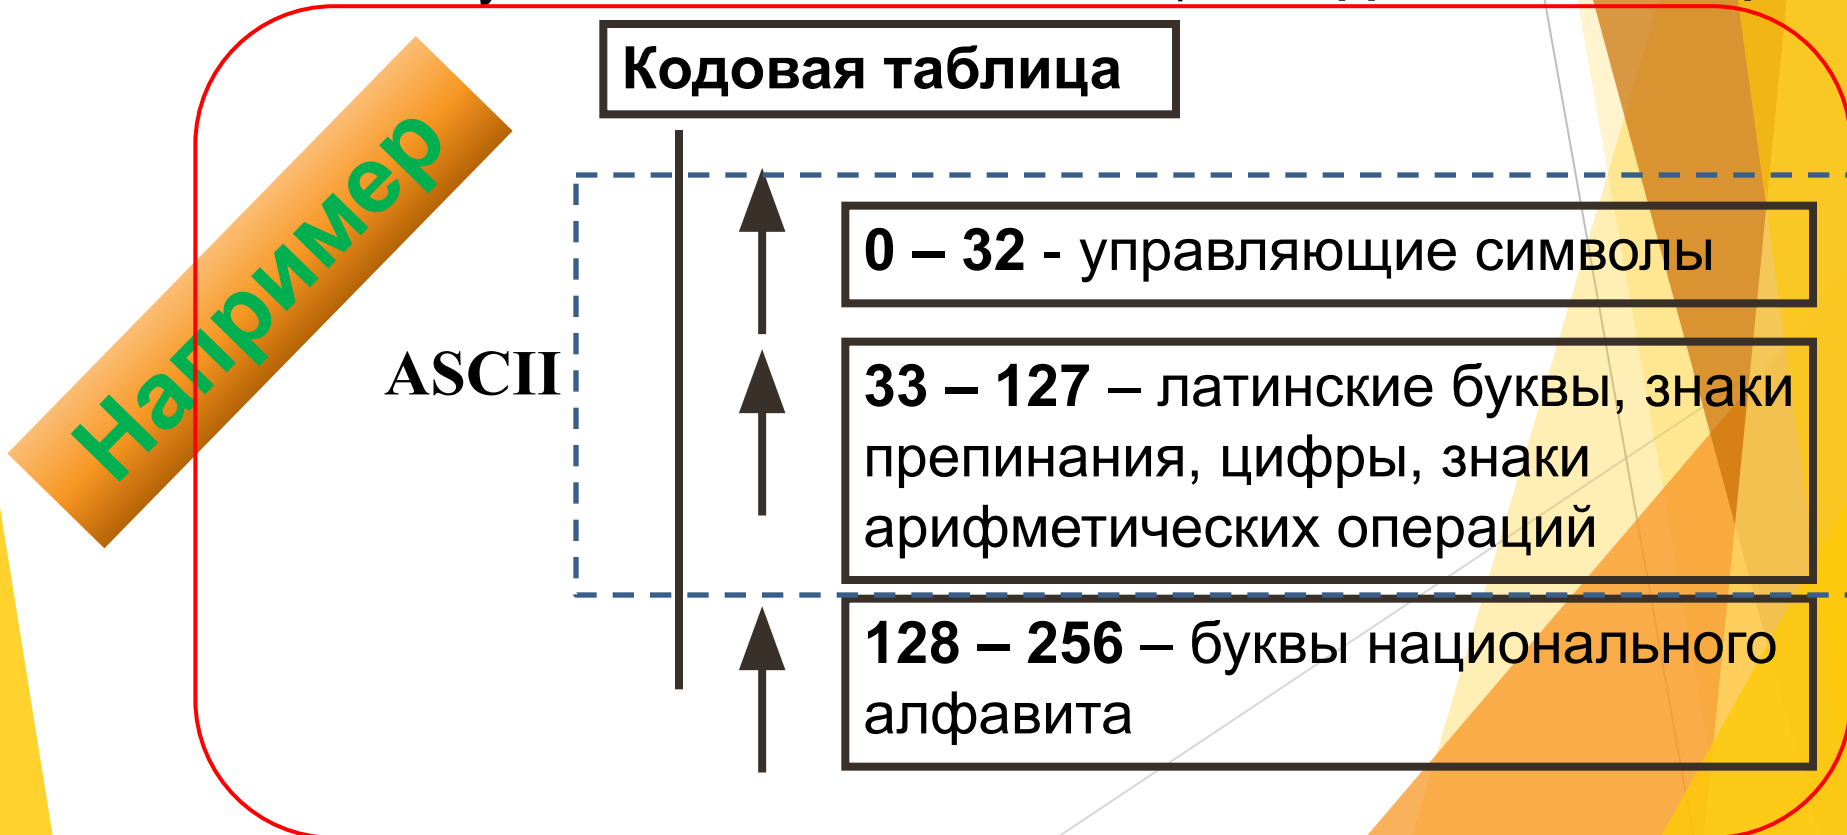 Кодовая таблица
Например
0 – 32 - управляющие символы
ASCII
33 – 127 – латинские буквы, знаки
препинания, цифры, знаки
арифметических операций
128 – 256 – буквы национального
алфавита